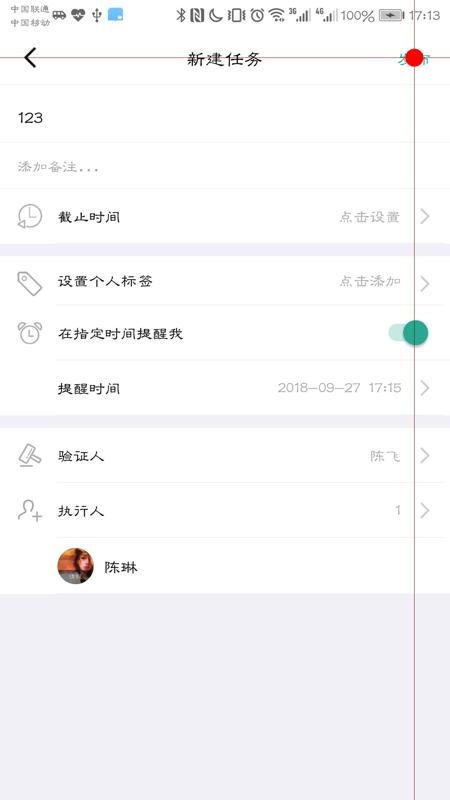 中国联通
中国移动
3G
4G
100%
17:13
新建任务
发布
123
添加备注...
截止时间
点击设置
设置个人标签
点击添加
在指定时间提醒我
提醒时间
2018-09-27 17:15
验证人
陈飞
执行人
1
陈琳